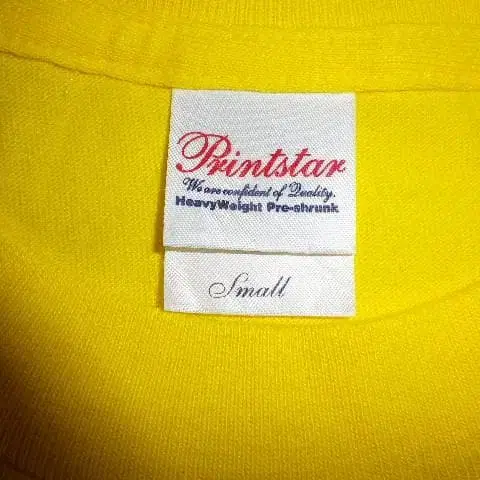 Printstar
We are confident of Quality.
HeavyWeight Pre-shrunk
Small